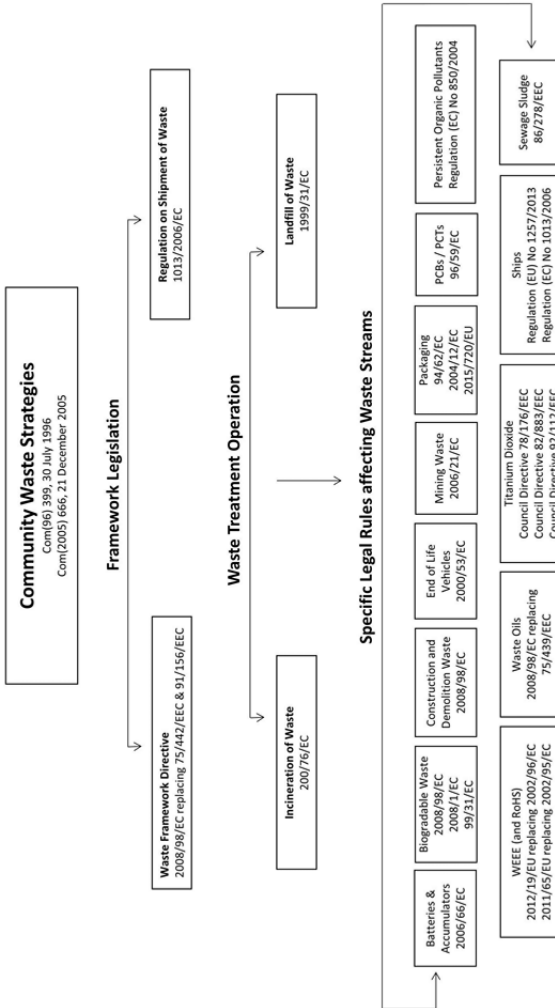 Community Waste Strategies
Com(96) 399, 30 July 1996
Com(2005) 666, 21 December 2005
Framework Legislation
Waste Framework Directive
2008/98/EC replacing 75/442/EEC & 91/156/EEC
Regulation on Shipment of Waste
1013/2006/EC
Waste Treatment Operation
Incineration of Waste
200/76/EC
Landfill of Waste
1999/31/EC
Specific Legal Rules affecting Waste Streams
Batteries &
Accumulators
2006/66/EC
Biogradable Waste
2008/98/EC
2008/1/EC
99/31/EC
Construction and
Demolition Waste
2008/98/EC
End of Life
Vehicles
2000/53/EC
Mining Waste
2006/21/EC
Packaging
94/62/EC
2004/12/EC
2015/720/EU
PCBs / PCTs
96/59/EC
Persistent Organic Pollutants
Regulation (EC) No 850/2004
WEEE (and RoHS)
2012/19/EU replacing 2002/96/EC
2011/65/EU replacing 2002/95/EC
Waste Oils
2008/98/EC replacing
75/439/EEC
Titanium Dioxide
Council Directive 78/176/EEC
Council Directive 82/883/EEC
Council Directive 92/112/EEC
Ships
Regulation (EU) No 1257/2013
Regulation (EC) No 1013/2006
Sewage Sludge
86/278/EEC